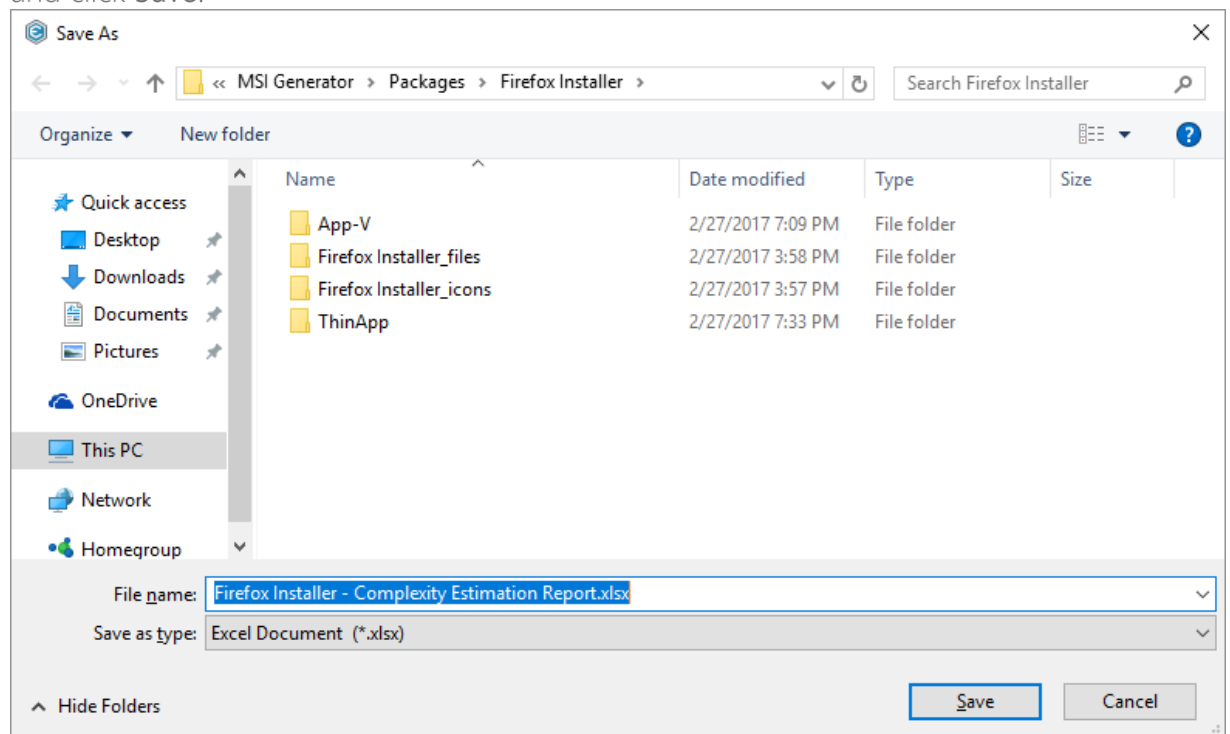 and click Save.
Save As
« MSI Generator > Packages > Firefox Installer > Search Firefox Installer
Organize New folder
Name Date modified Type Size
Quick access
Desktop
Downloads
Documents
Pictures
OneDrive
This PC
Network
Homegroup
App-V 2/27/2017 7:09 PM File folder
Firefox Installer_files 2/27/2017 3:58 PM File folder
Firefox Installer_icons 2/27/2017 3:57 PM File folder
ThinApp 2/27/2017 7:33 PM File folder
File name: Firefox Installer - Complexity Estimation Report.xlsx
Save as type: Excel Document (*.xlsx)
Hide Folders Save Cancel